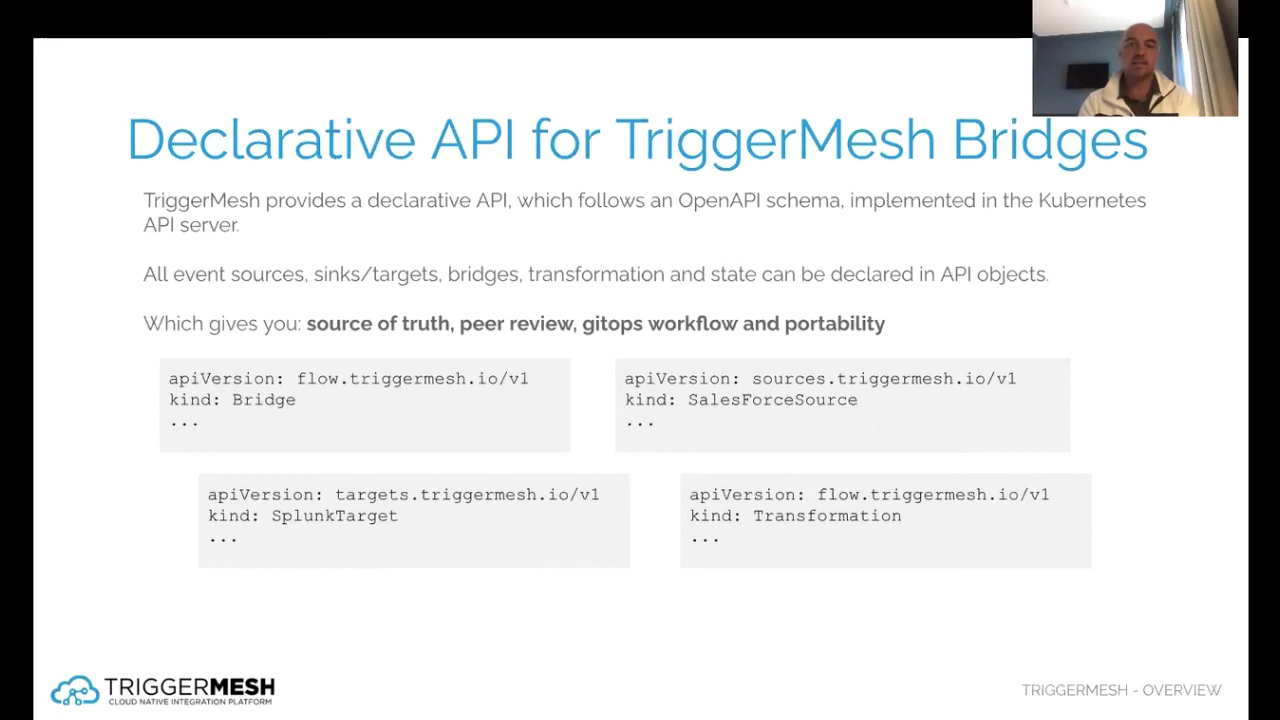 Declarative API for TriggerMesh Bridges
TriggerMesh provides a declarative API, which follows an OpenAPI schema, implemented in the Kubernetes
API server.
All event sources, sinks/targets, bridges, transformation and state can be declared in API objects.
Which gives you: source of truth, peer review, gitops workflow and portability
apiVersion: flow.triggermesh.io/v1
kind: Bridge
...
apiVersion: sources.triggermesh.io/v1
kind: SalesForceSource
...
apiVersion: targets.triggermesh.io/v1
kind: SplunkTarget
...
apiVersion: flow.triggermesh.io/v1
kind: Transformation
...
TRIGGERMESH
CLOUD NATIVE INTEGRATION PLATFORM
TRIGGERMESH - OVERVIEW